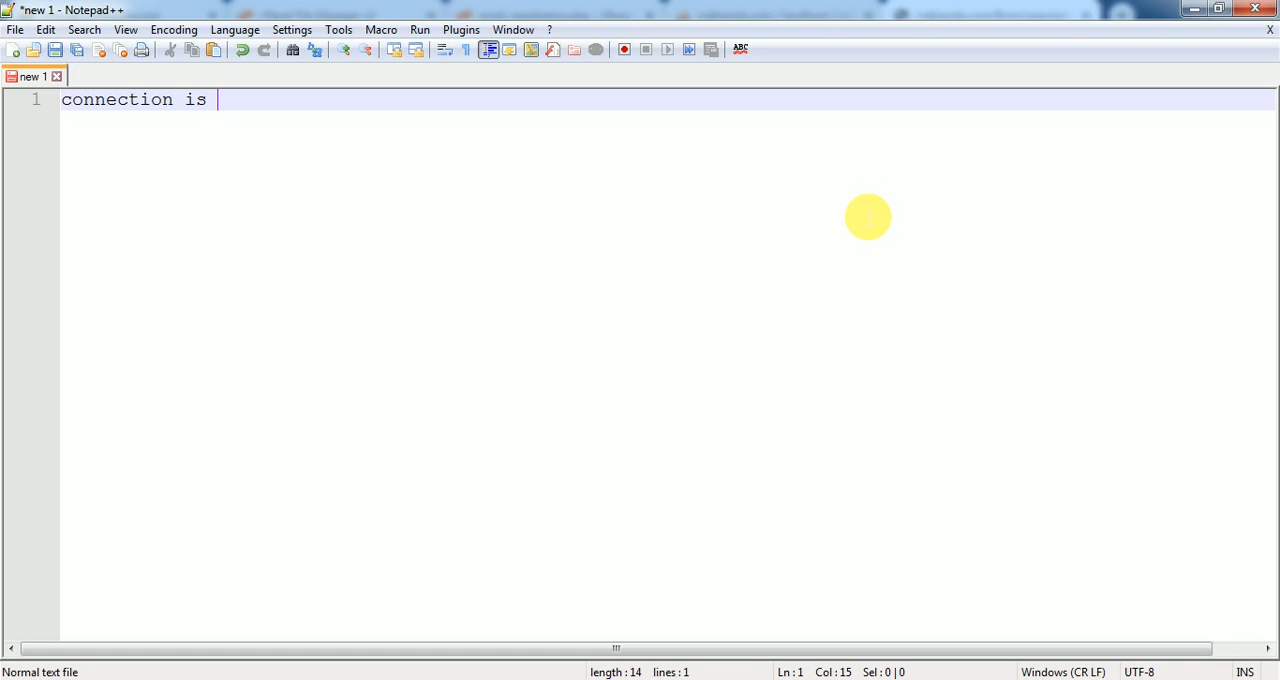 *new 1 - Notepad++
File Edit Search View Encoding Language Settings Tools Macro Run Plugins Window ? X
ABC
new 1
1 connection is
Normal text file length : 14 lines : 1 Ln : 1 Col : 15 Sel : 0 | 0 Windows (CR LF) UTF-8 INS